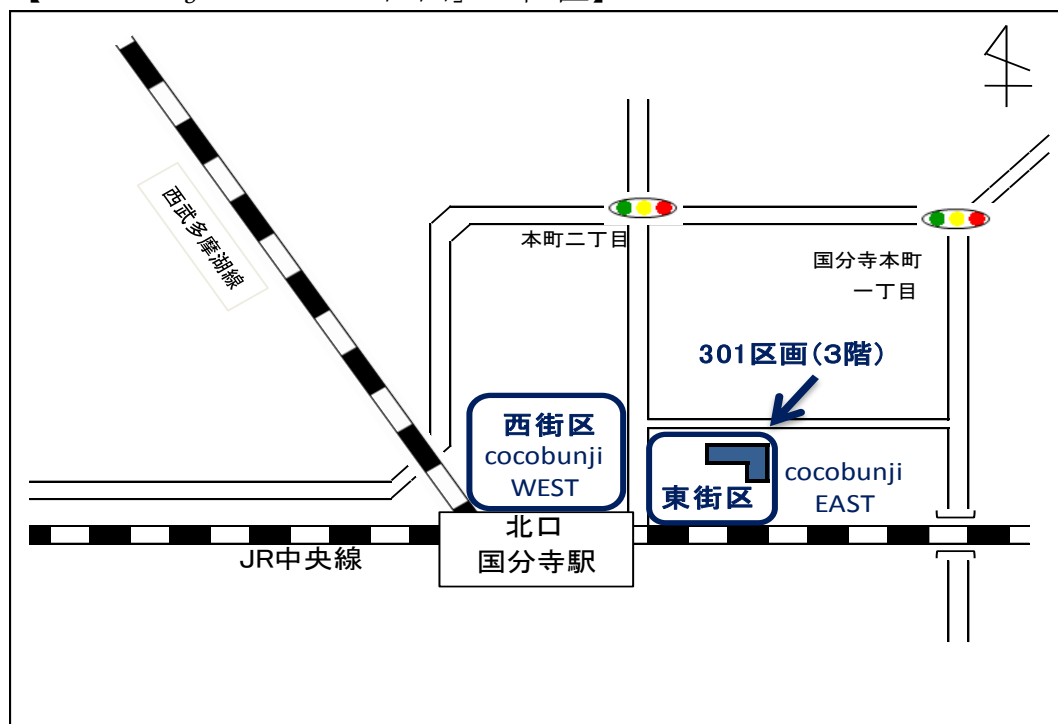 西武多摩湖線
本町二丁目
国分寺本町
一丁目
301区画(3階)
西街区
cocobunji
WEST
東街区
cocobunji
EAST
北口
国分寺駅
JR中央線